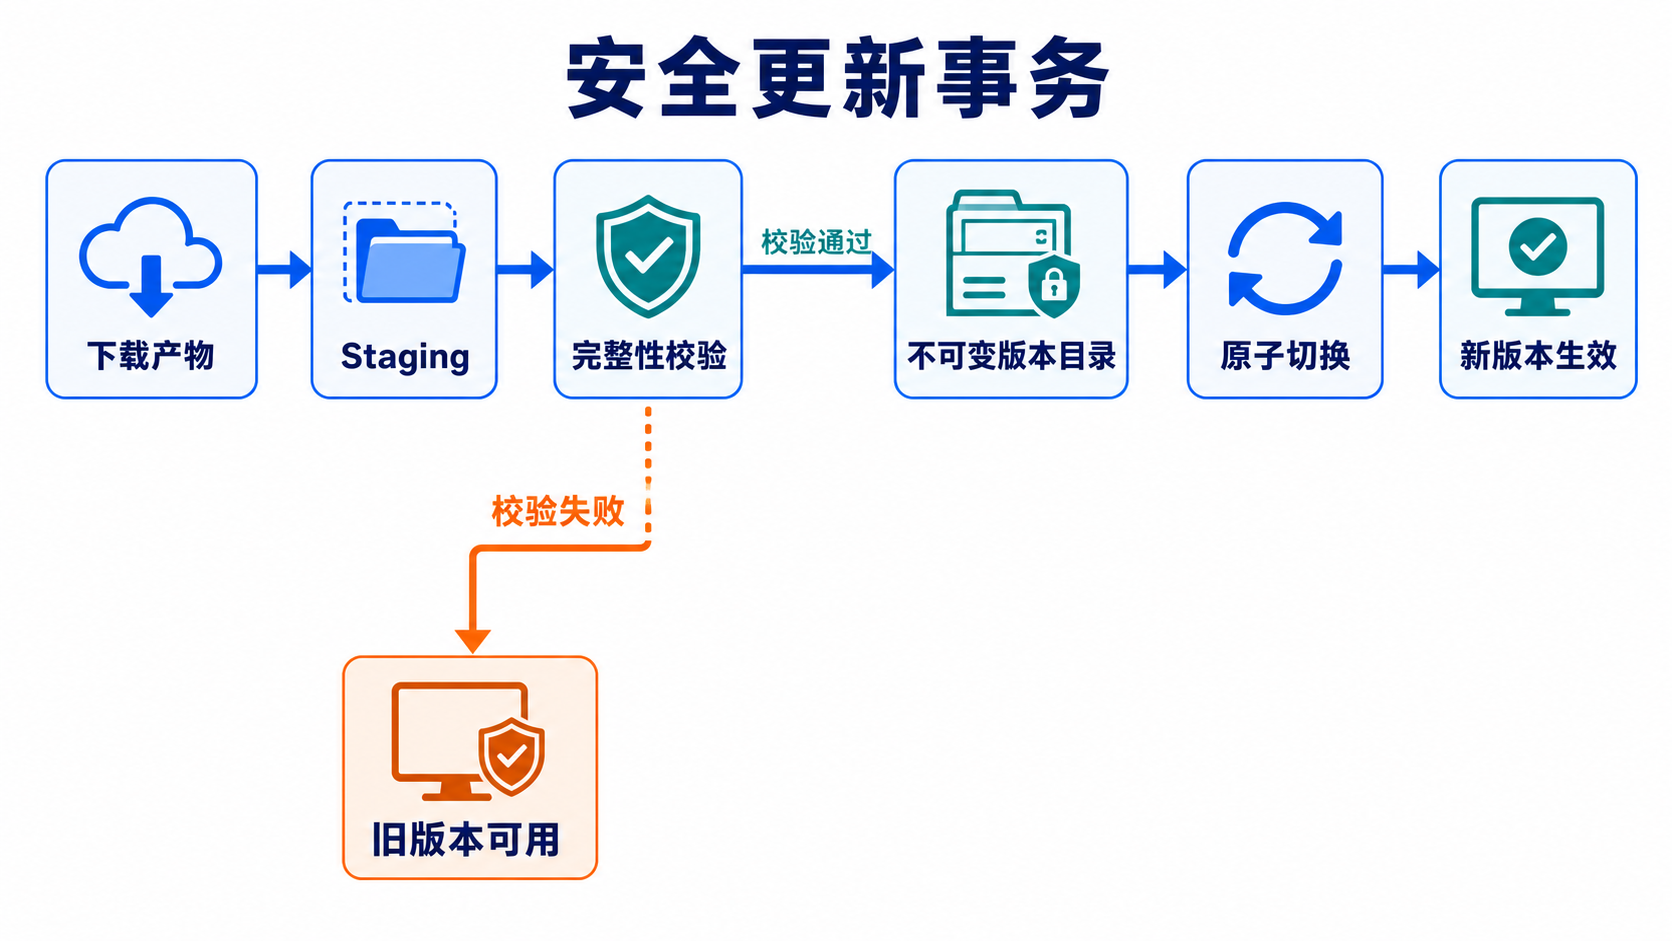 安全更新事务
下载产物
Staging
完整性校验
校验通过
不可变版本目录
原子切换
新版本生效
校验失败
旧版本可用